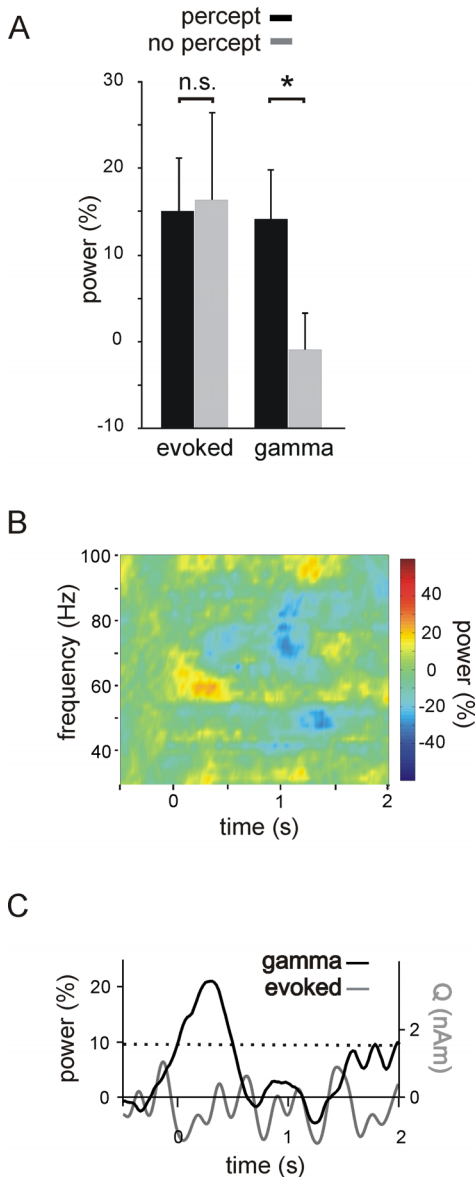 A
percept
no percept
n.s.
*
30
20
10
0
-10
power (%)
evoked gamma
B
100
80
60
40
frequency (Hz)
0 1 2
time (s)
40
20
0
-20
-40
power (%)
C
gamma
evoked
20
10
0
power (%)
2
0
Q (nAm)
0 1 2
time (s)